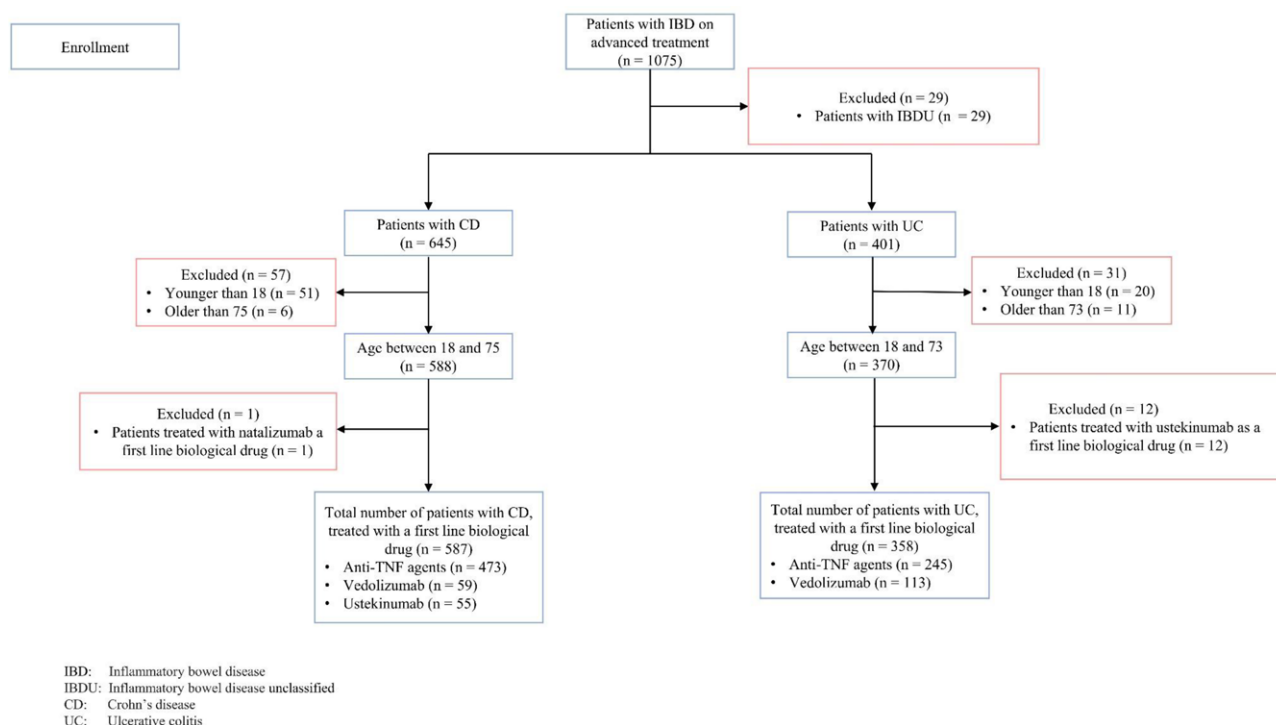 Enrollment
Patients with IBD on
advanced treatment
(n = 1075)
Excluded (n = 29)
• Patients with IBDU (n = 29)
Patients with CD
(n = 645)
Patients with UC
(n = 401)
Excluded (n = 57)
• Younger than 18 (n = 51)
• Older than 75 (n = 6)
Excluded (n = 31)
• Younger than 18 (n = 20)
• Older than 73 (n = 11)
Age between 18 and 75
(n = 588)
Age between 18 and 73
(n = 370)
Excluded (n = 1)
• Patients treated with natalizumab a
first line biological drug (n = 1)
Excluded (n = 12)
• Patients treated with ustekinumab as a
first line biological drug (n = 12)
Total number of patients with CD,
treated with a first line biological
drug (n = 587)
• Anti-TNF agents (n = 473)
• Vedolizumab (n = 59)
• Ustekinumab (n = 55)
Total number of patients with UC,
treated with a first line biological
drug (n = 358)
• Anti-TNF agents (n = 245)
• Vedolizumab (n = 113)
IBD: Inflammatory bowel disease
IBDU: Inflammatory bowel disease unclassified
CD: Crohn's disease
UC: Ulcerative colitis